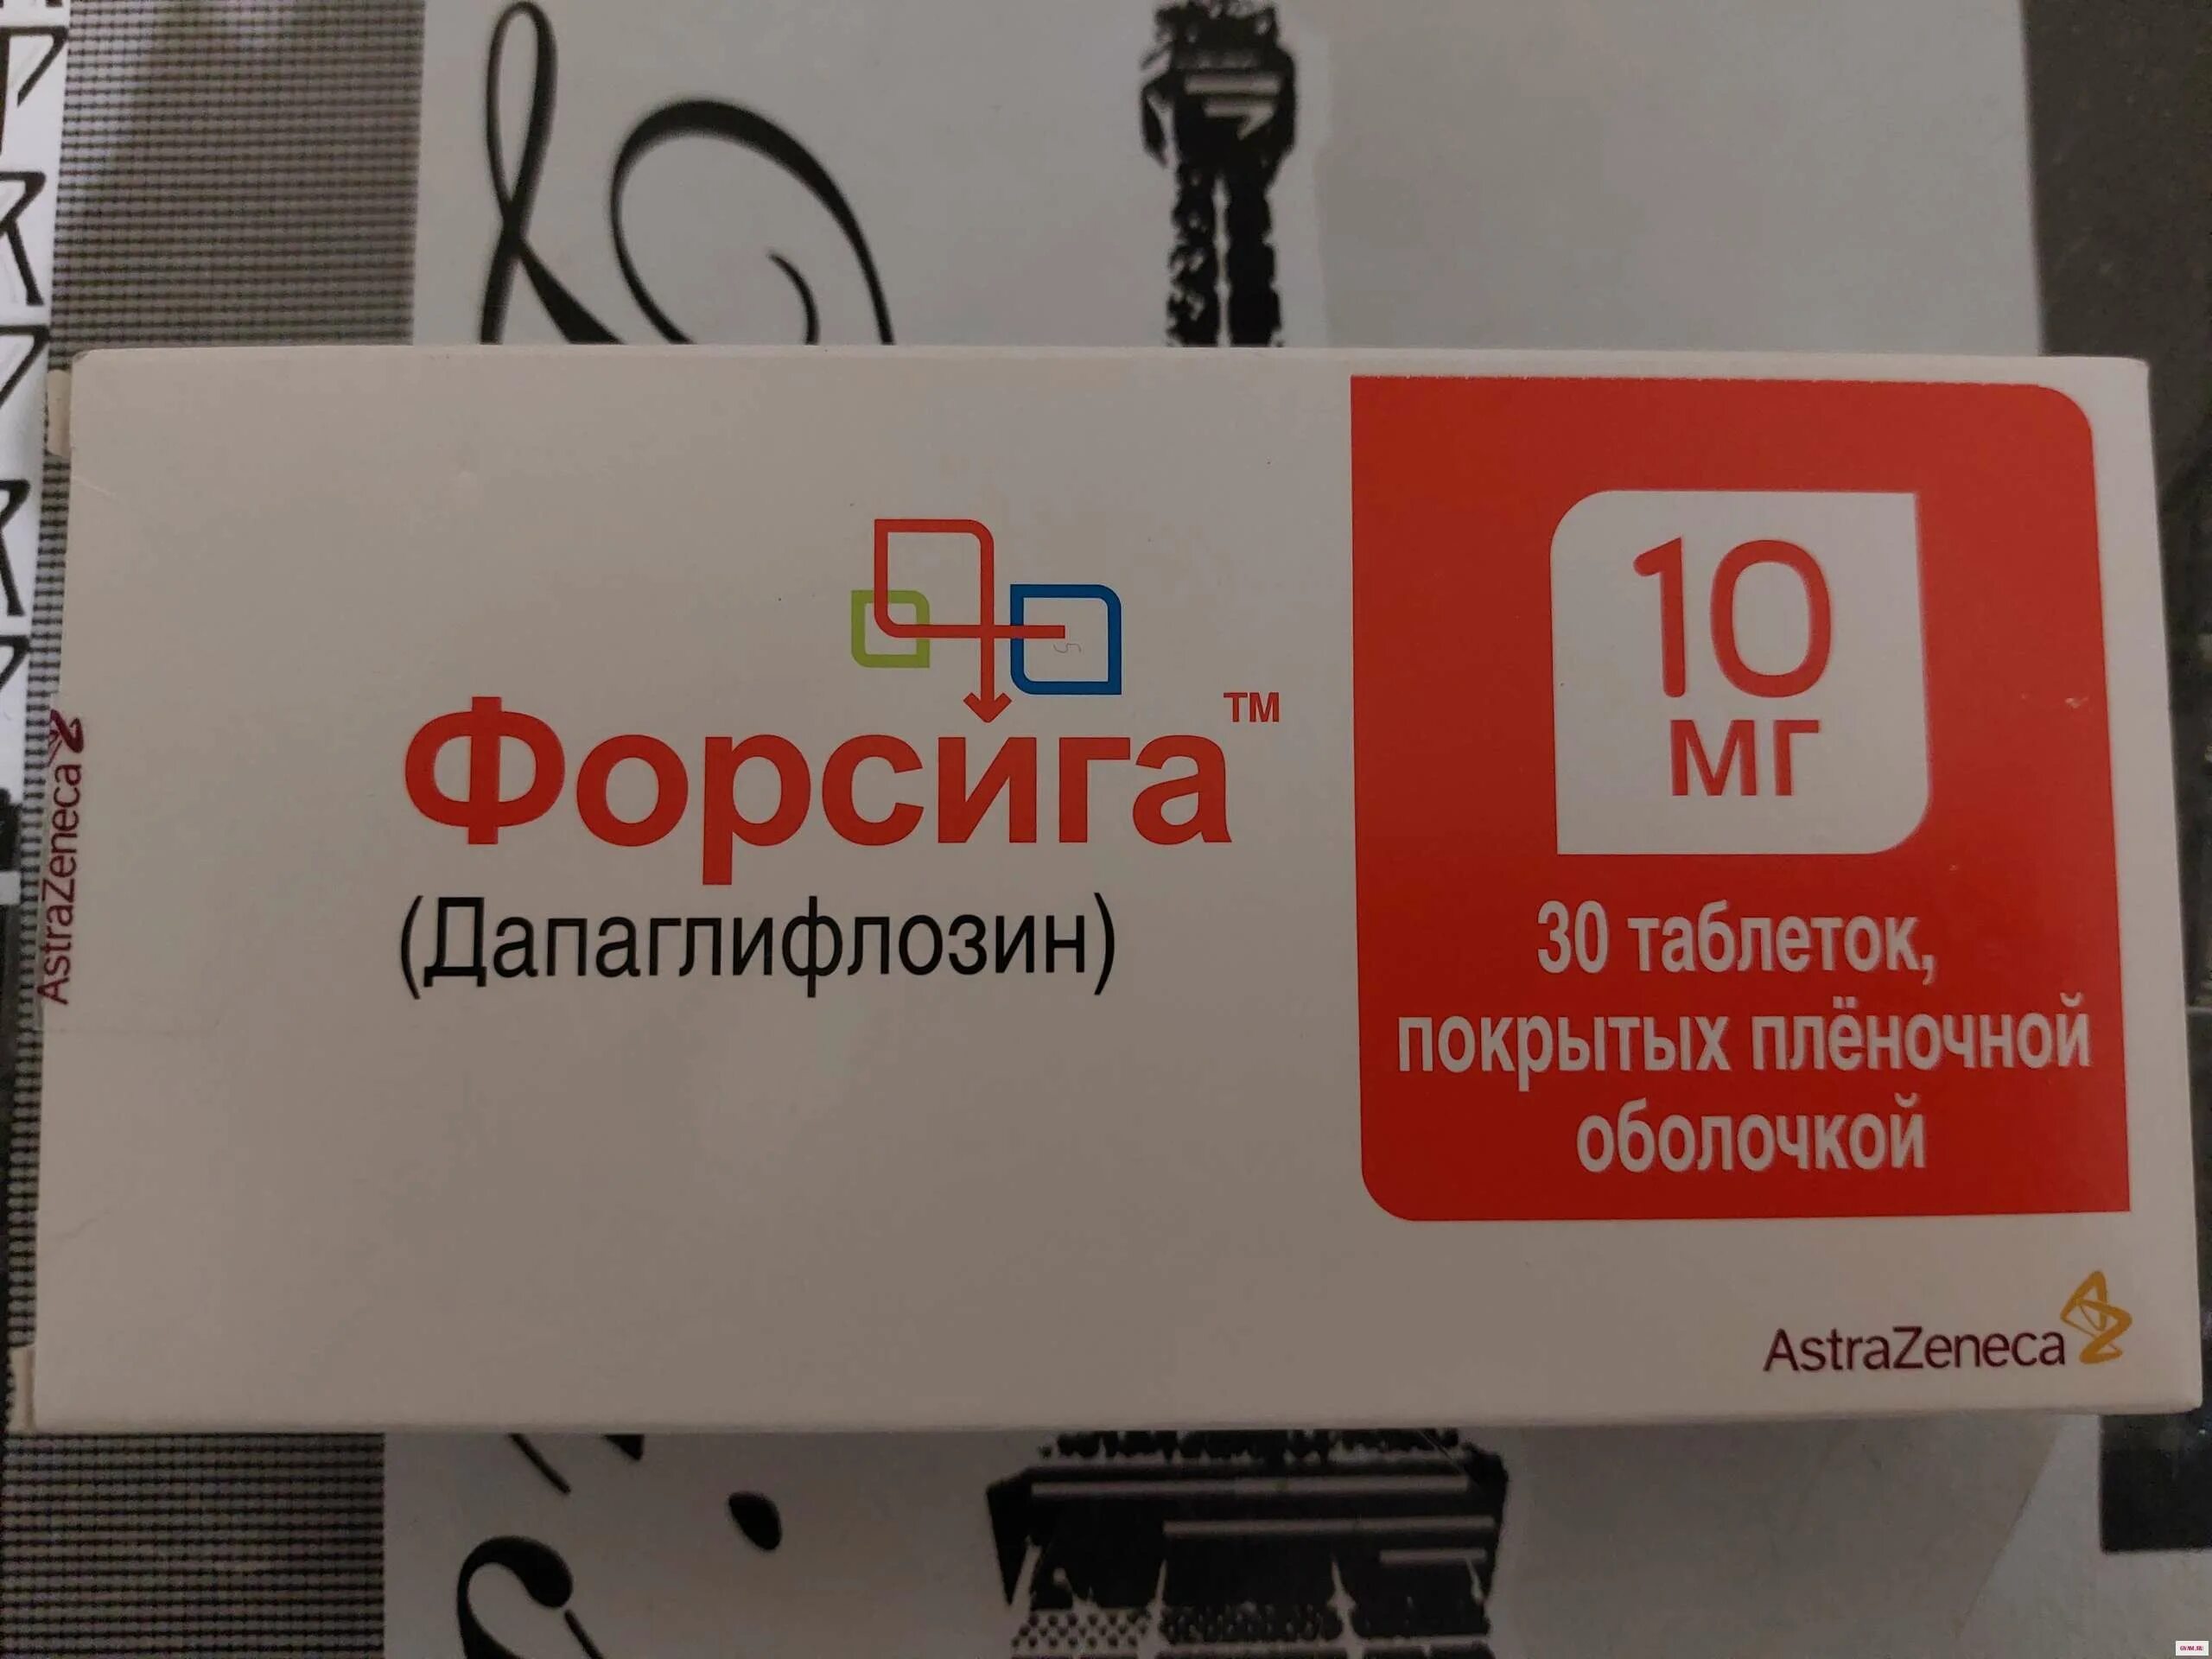 AstraZeneca
Форсига™
(Дапаглифлозин)
10
мг
30 таблеток,
покрытых плёночной
оболочкой
AstraZeneca